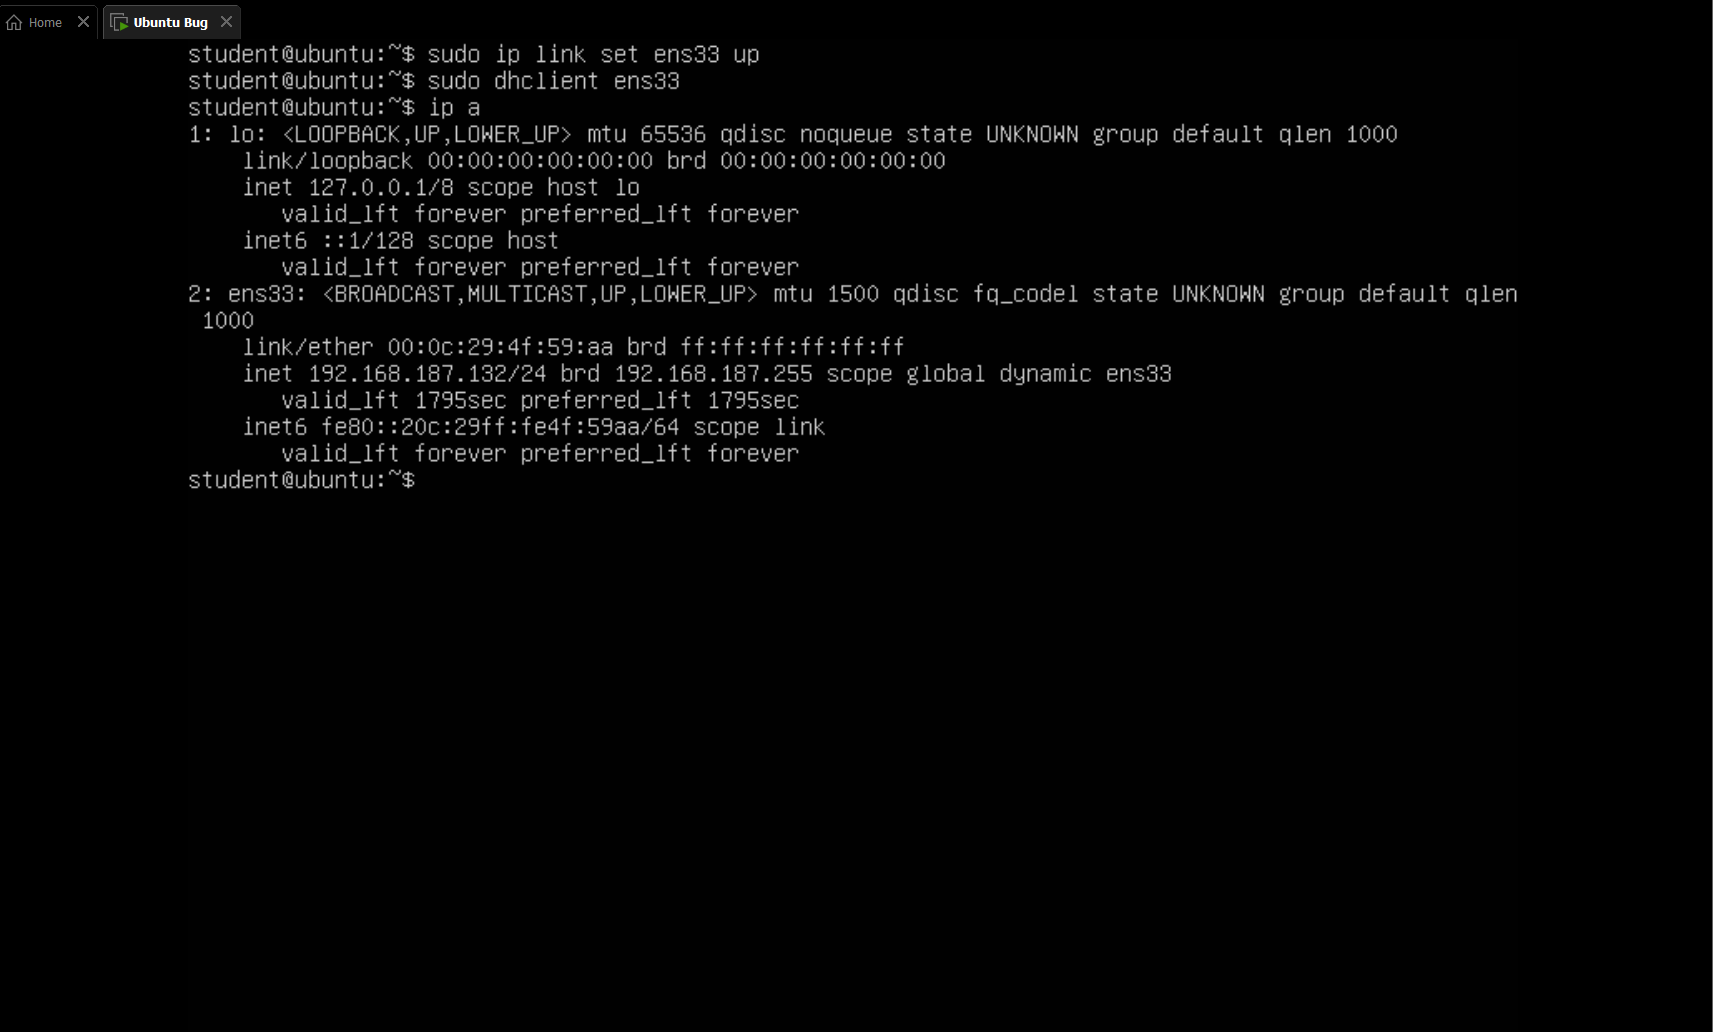 Home
Ubuntu Bug
student@ubuntu:~$ sudo ip link set ens33 up
student@ubuntu:~$ sudo dhclient ens33
student@ubuntu:~$ ip a
1: lo: <LOOPBACK,UP,LOWER_UP> mtu 65536 qdisc noqueue state UNKNOWN group default qlen 1000
    link/loopback 00:00:00:00:00:00 brd 00:00:00:00:00:00
    inet 127.0.0.1/8 scope host lo
       valid_lft forever preferred_lft forever
    inet6 ::1/128 scope host
       valid_lft forever preferred_lft forever
2: ens33: <BROADCAST,MULTICAST,UP,LOWER_UP> mtu 1500 qdisc fq_codel state UNKNOWN group default qlen
 1000
    link/ether 00:0c:29:4f:59:aa brd ff:ff:ff:ff:ff:ff
    inet 192.168.187.132/24 brd 192.168.187.255 scope global dynamic ens33
       valid_lft 1795sec preferred_lft 1795sec
    inet6 fe80::20c:29ff:fe4f:59aa/64 scope link
       valid_lft forever preferred_lft forever
student@ubuntu:~$